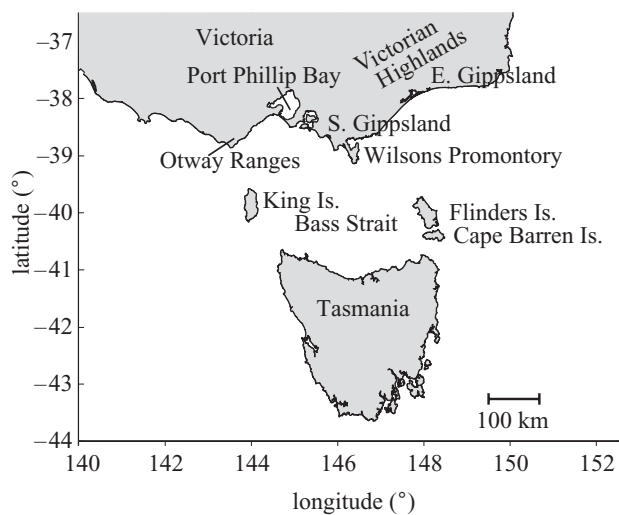 −37
−38
−39
−40
−41
−42
−43
−44
latitude (°)
Victoria
Victorian
Highlands
Port Phillip Bay
E. Gippsland
S. Gippsland
Otway Ranges
Wilsons Promontory
King Is.
Bass Strait
Flinders Is.
Cape Barren Is.
Tasmania
100 km
140
142
144
146
148
150
152
longitude (°)